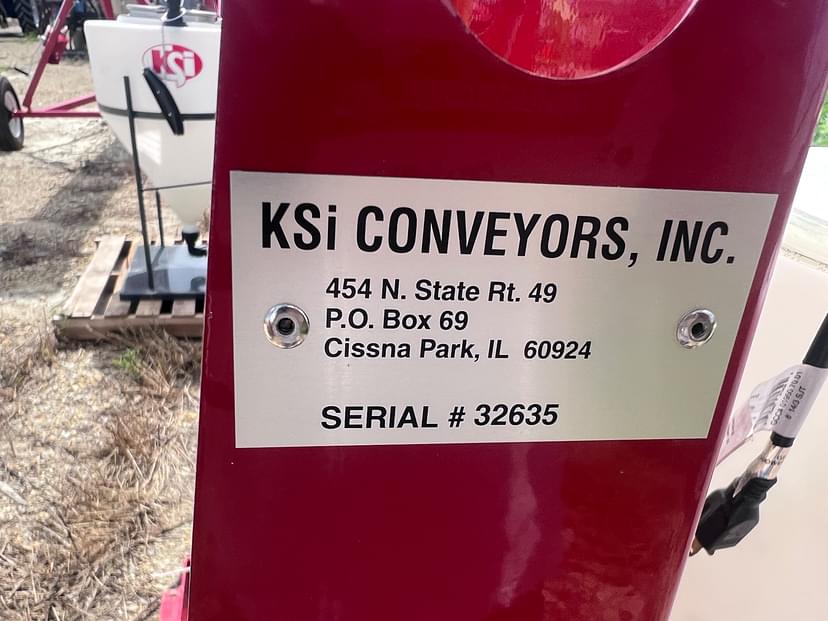 KSi
KSi CONVEYORS, INC.
454 N. State Rt. 49
P.O. Box 69
Cissna Park, IL 60924
SERIAL # 32635